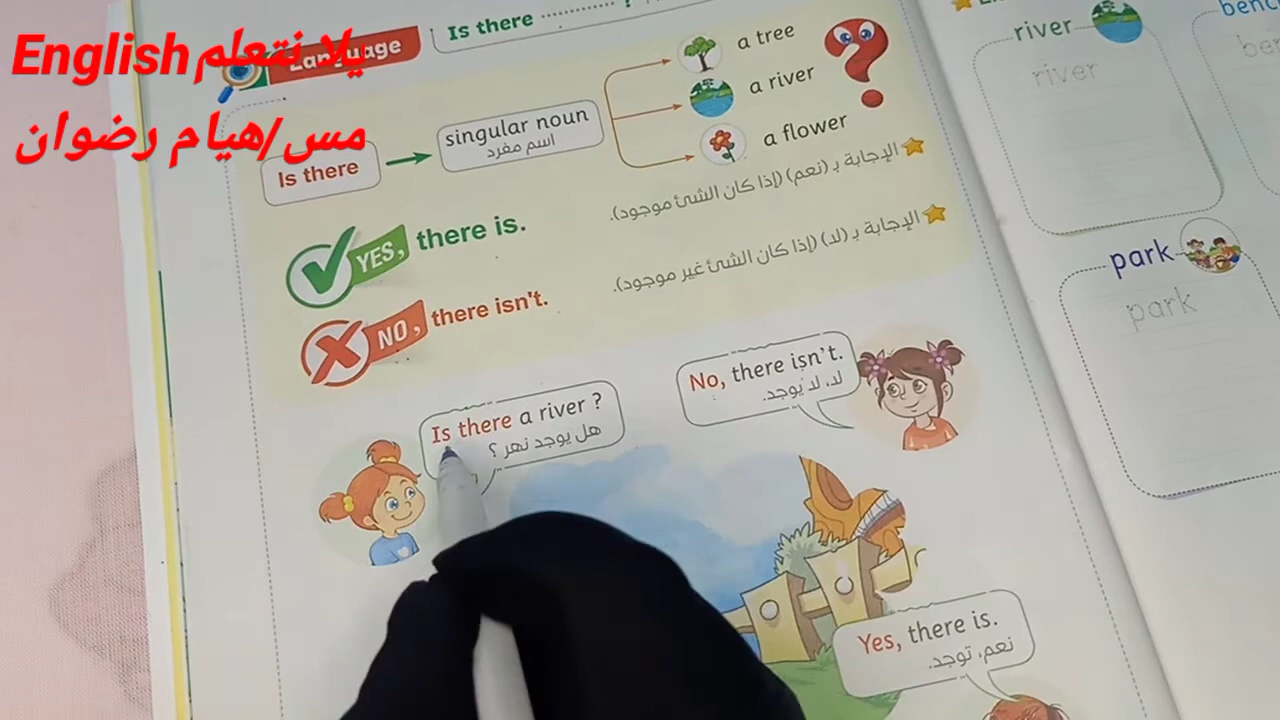 يلا نتعلم English
مس/هيام رضوان
Language
Is there ............ ?
Is there
singular noun
اسم مفرد
a tree
a river
a flower
الإجابة بـ (نعم) (إذا كان الشئ موجود).
YES, there is.
الإجابة بـ (لا) (إذا كان الشئ غير موجود).
NO, there isn't.
No, there isn't.
لا، لا يوجد.
Is there a river ?
هل يوجد نهر ؟
Yes, there is.
نعم، توجد.
river
river
park
park